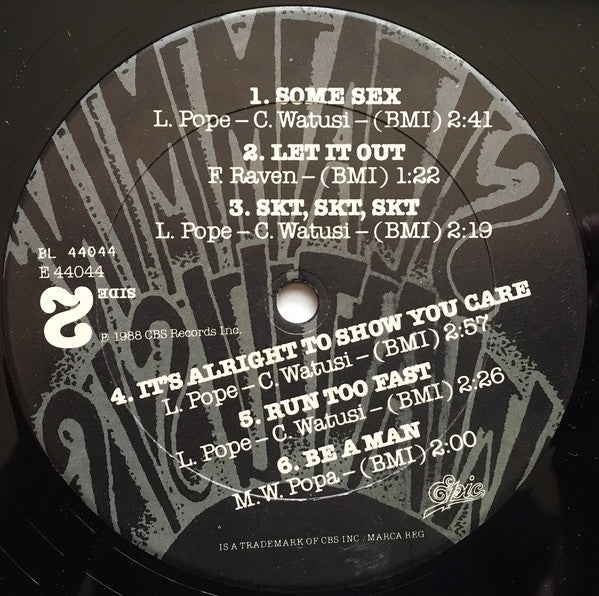 1. SOME SEX
L. Pope – C. Watusi – (BMI) 2:41
2. LET IT OUT
F. Raven – (BMI) 1:22
3. SKT, SKT, SKT
L. Pope – C. Watusi – (BMI) 2:19
BL 44044
E 44044
2 SIDE
℗ 1988 CBS Records Inc.
4. IT'S ALRIGHT TO SHOW YOU CARE
L. Pope – C. Watusi – (BMI) 2:57
5. RUN TOO FAST
L. Pope – C. Watusi – (BMI) 2:26
6. BE A MAN
M.W. Popa – (BMI) 2:00
Epic
IS A TRADEMARK OF CBS INC / MARCA REG